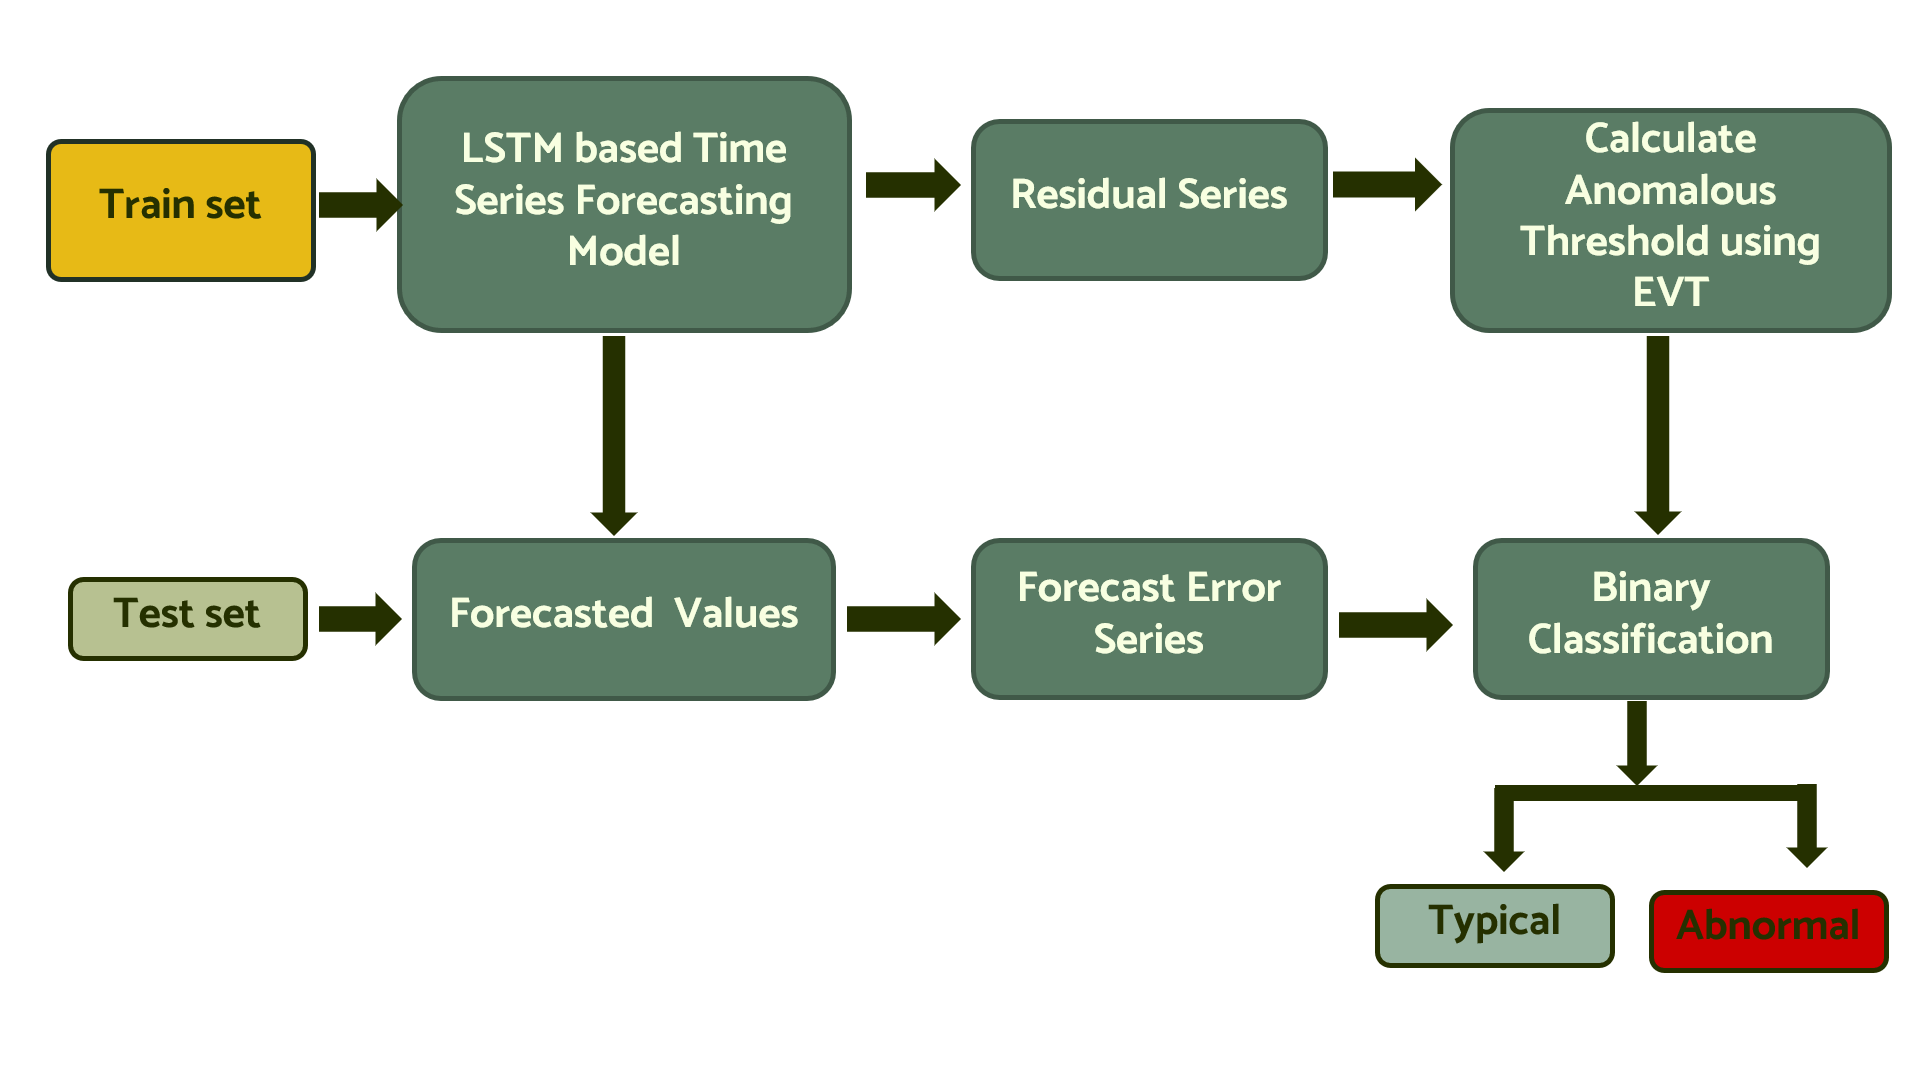 Train set
LSTM based Time
Series Forecasting
Model
Residual Series
Calculate
Anomalous
Threshold using
EVT
Test set
Forecasted  Values
Forecast Error
Series
Binary
Classification
Typical
Abnormal